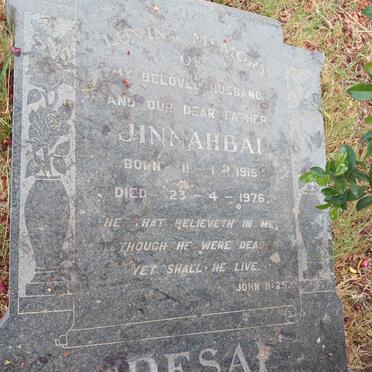 LOVING MEMORY
OF
MY BELOVED HUSBAND
AND OUR DEAR FATHER
JINNAHBAI
BORN 11-1-1915
DIED 23-4-1976
HE THAT BELIEVETH IN ME,
THOUGH HE WERE DEAD
YET SHALL HE LIVE.
JOHN 11:25.
DESAI